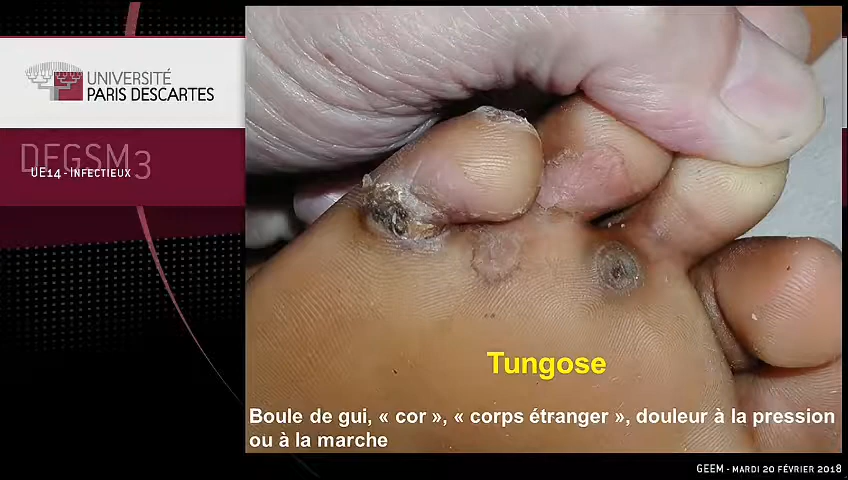 UNIVERSITÉ
PARIS DESCARTES
DFGSM3
UE14 - INFECTIEUX
Tungose
Boule de gui, « cor », « corps étranger », douleur à la pression
ou à la marche
GEEM - MARDI 20 FÉVRIER 2018